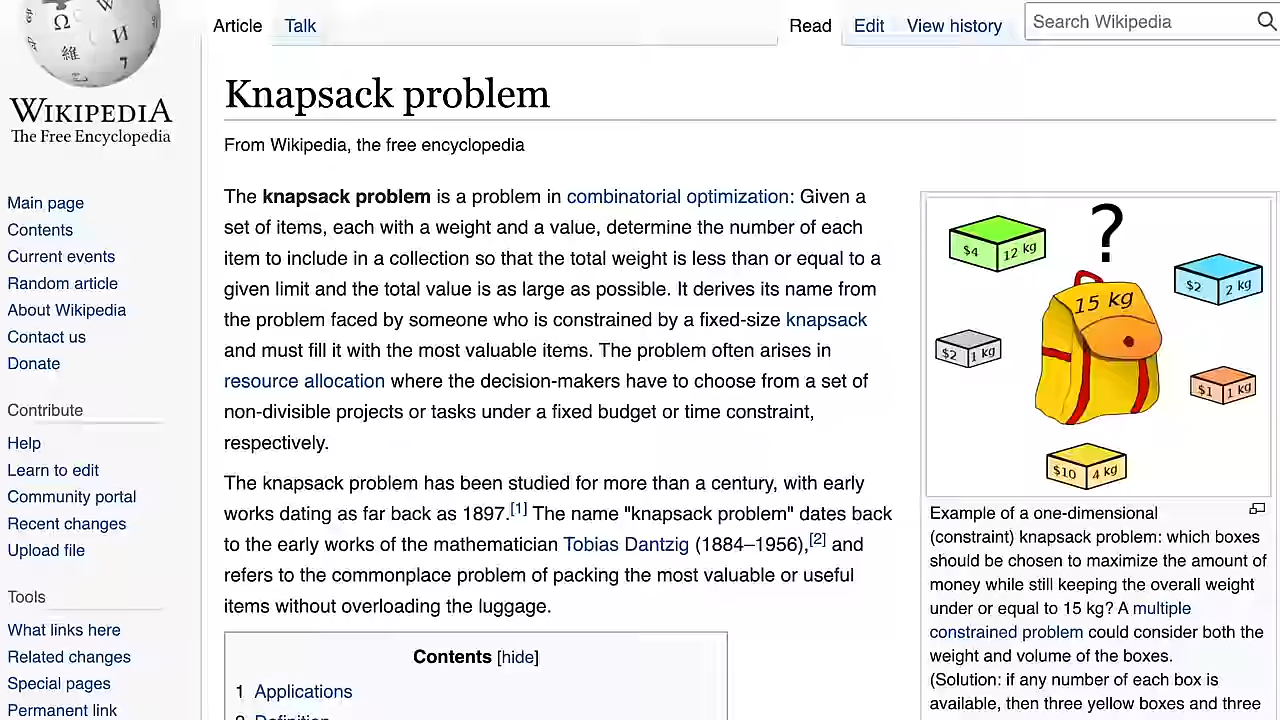 Article
Talk
Read
Edit
View history
Search Wikipedia
WIKIPEDIA
The Free Encyclopedia
Main page
Contents
Current events
Random article
About Wikipedia
Contact us
Donate
Contribute
Help
Learn to edit
Community portal
Recent changes
Upload file
Tools
What links here
Related changes
Special pages
Permanent link
Knapsack problem
From Wikipedia, the free encyclopedia
The knapsack problem is a problem in combinatorial optimization: Given a
set of items, each with a weight and a value, determine the number of each
item to include in a collection so that the total weight is less than or equal to a
given limit and the total value is as large as possible. It derives its name from
the problem faced by someone who is constrained by a fixed-size knapsack
and must fill it with the most valuable items. The problem often arises in
resource allocation where the decision-makers have to choose from a set of
non-divisible projects or tasks under a fixed budget or time constraint,
respectively.
The knapsack problem has been studied for more than a century, with early
works dating as far back as 1897.[1] The name "knapsack problem" dates back
to the early works of the mathematician Tobias Dantzig (1884–1956),[2] and
refers to the commonplace problem of packing the most valuable or useful
items without overloading the luggage.
Contents [hide]
1 Applications
2 Definition
?
$4 12 kg
$2 2 kg
15 kg
$2 1 kg
$1 1 kg
$10 4 kg
Example of a one-dimensional
(constraint) knapsack problem: which boxes
should be chosen to maximize the amount of
money while still keeping the overall weight
under or equal to 15 kg? A multiple
constrained problem could consider both the
weight and volume of the boxes.
(Solution: if any number of each box is
available, then three yellow boxes and three